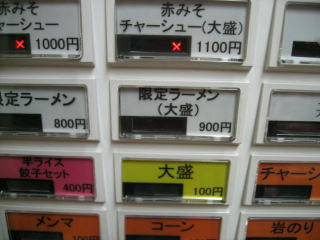 赤みそ
チャーシュー
1000円
赤みそ
チャーシュー(大盛)
1100円
限定ラーメン
800円
限定ラーメン
(大盛)
900円
半ライス
餃子セット
400円
大盛
100円
チャーシ
メンマ
コーン
岩のり